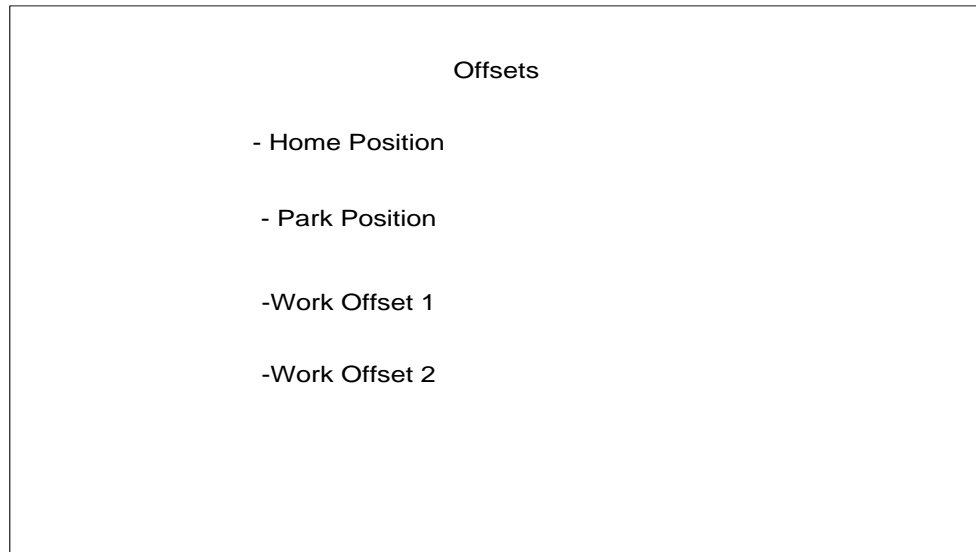 Offsets
- Home Position
- Park Position
-Work Offset 1
-Work Offset 2